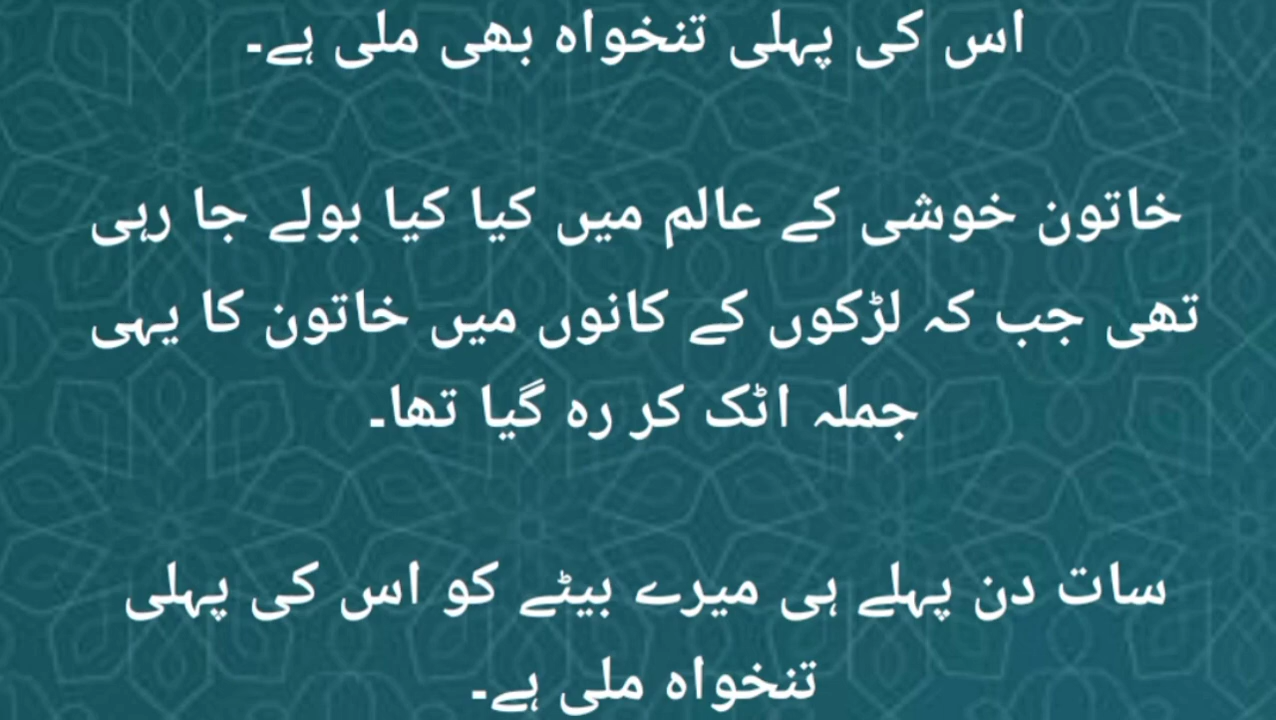 اس کی پہلی تنخواہ بھی ملی ہے۔
خاتون خوشی کے عالم میں کیا کیا بولے جا رہی
تھی جب کہ لڑکوں کے کانوں میں خاتون کا یہی
جملہ اٹک کر رہ گیا تھا۔
سات دن پہلے ہی میرے بیٹے کو اس کی پہلی
تنخواہ ملی ہے۔